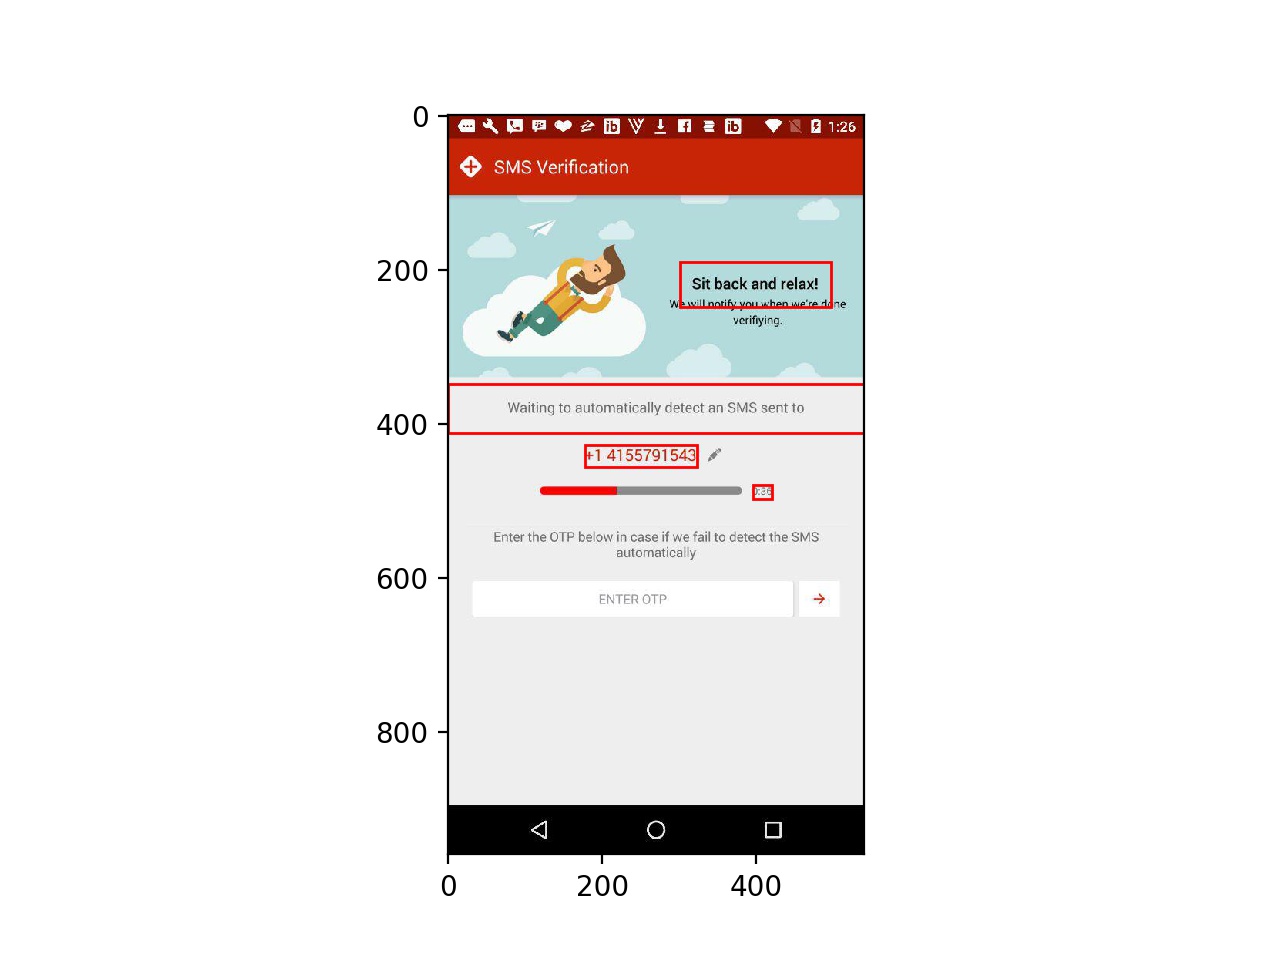 0
200
400
600
800
1:26
SMS Verification
Sit back and relax!
We will notify you when we're done
verifiying.
Waiting to automatically detect an SMS sent to
+1 4155791543
0:36
Enter the OTP below in case if we fail to detect the SMS
automatically
ENTER OTP
0
200
400